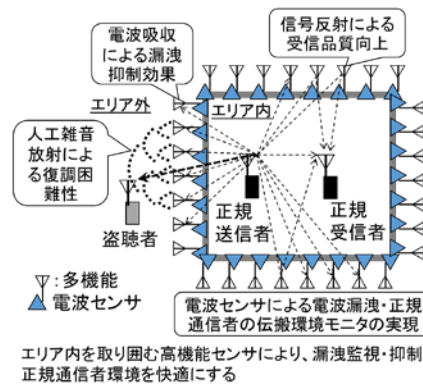 電波吸収
による漏洩
抑制効果
信号反射による
受信品質向上
エリア外
エリア内
人工雑音
放射によ
る復調困
難性
盗聴者
正規
送信者
正規
受信者
:多機能
電波センサ
電波センサによる電波漏洩・正規
通信者の伝搬環境モニタの実現
エリア内を取り囲む高機能センサにより、漏洩監視・抑制
正規通信者環境を快適にする